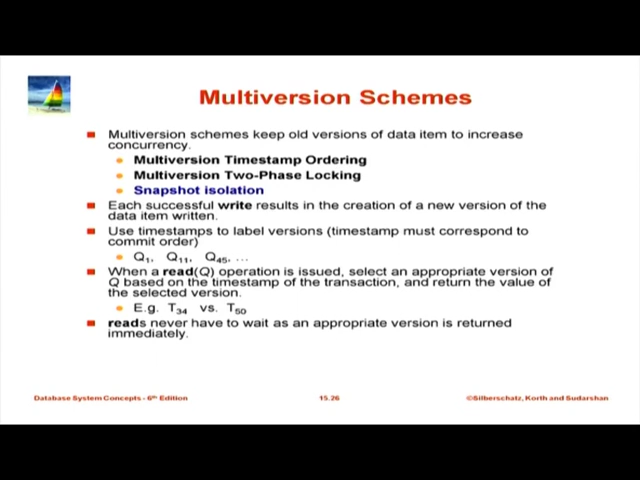 Multiversion Schemes
Multiversion schemes keep old versions of data item to increase
concurrency.
Multiversion Timestamp Ordering
Multiversion Two-Phase Locking
Snapshot isolation
Each successful write results in the creation of a new version of the
data item written.
Use timestamps to label versions (timestamp must correspond to
commit order)
Q1, Q11, Q45, ...
When a read(Q) operation is issued, select an appropriate version of
Q based on the timestamp of the transaction, and return the value of
the selected version.
E.g. T34 vs. T50
reads never have to wait as an appropriate version is returned
immediately.
Database System Concepts - 6th Edition 15.26 ©Silberschatz, Korth and Sudarshan